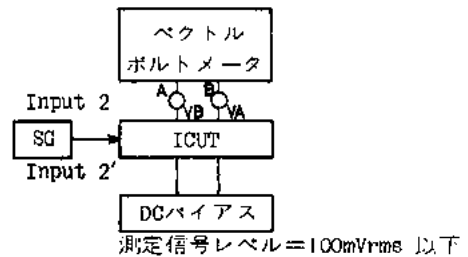 ベクトル
ボルトメータ
A B
VB VA
Input 2
SG ICUT
Input 2′
DCバイアス
測定信号レベル=100mVrms 以下